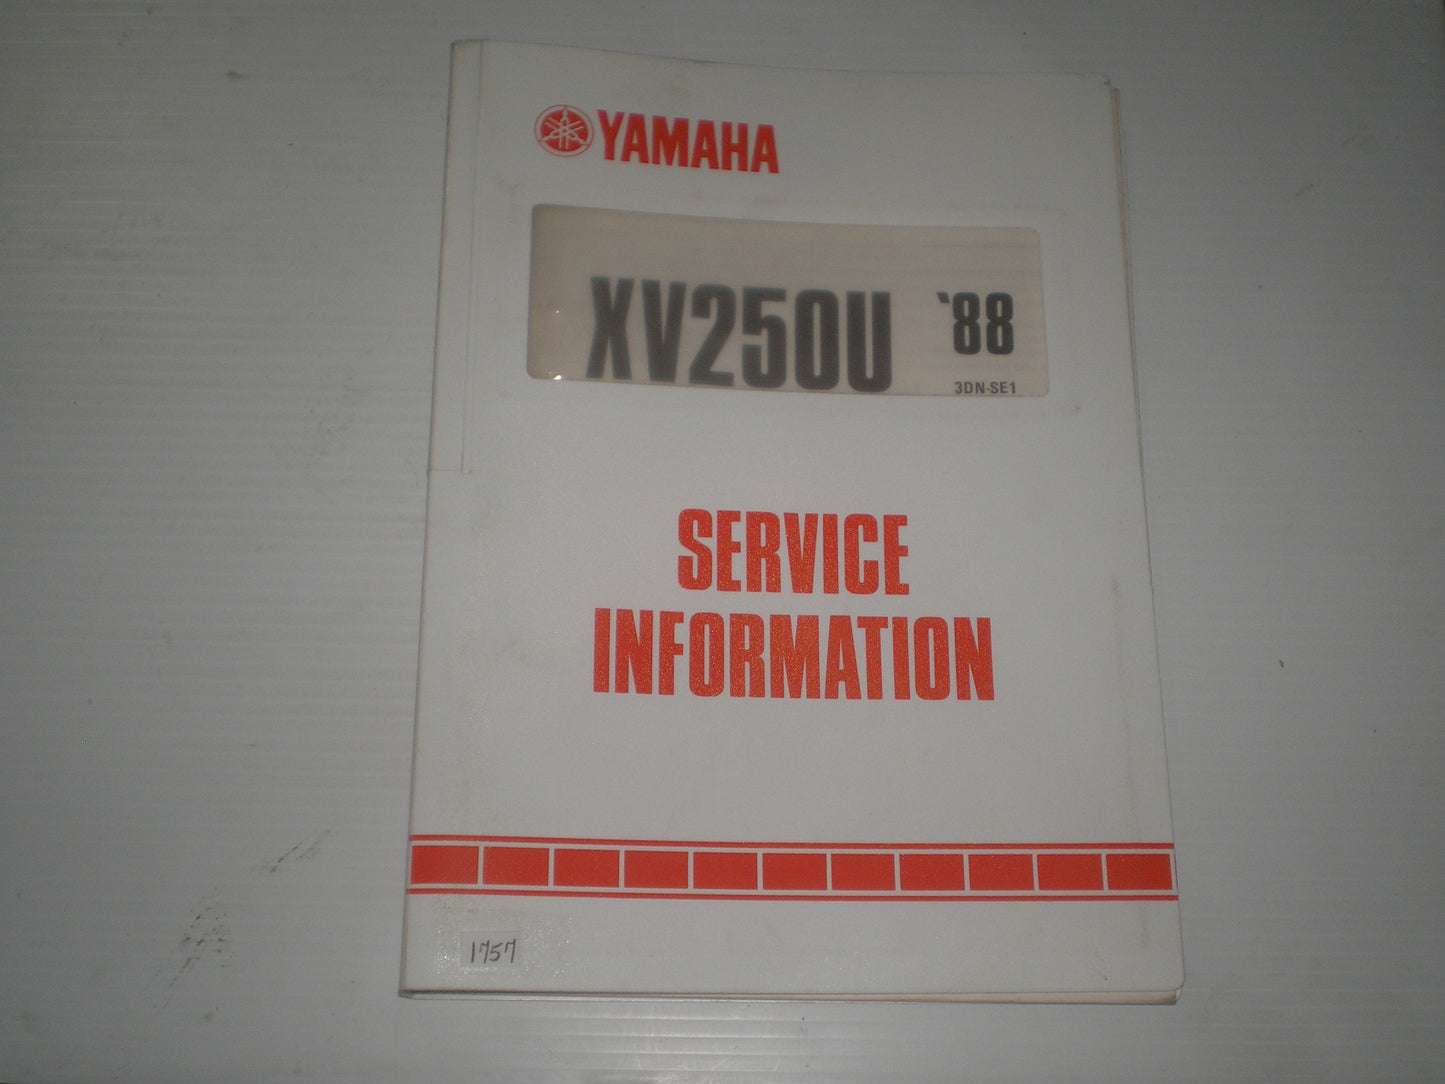 YAMAHA
XV250U '88
3DN-SE1
SERVICE
INFORMATION
1757